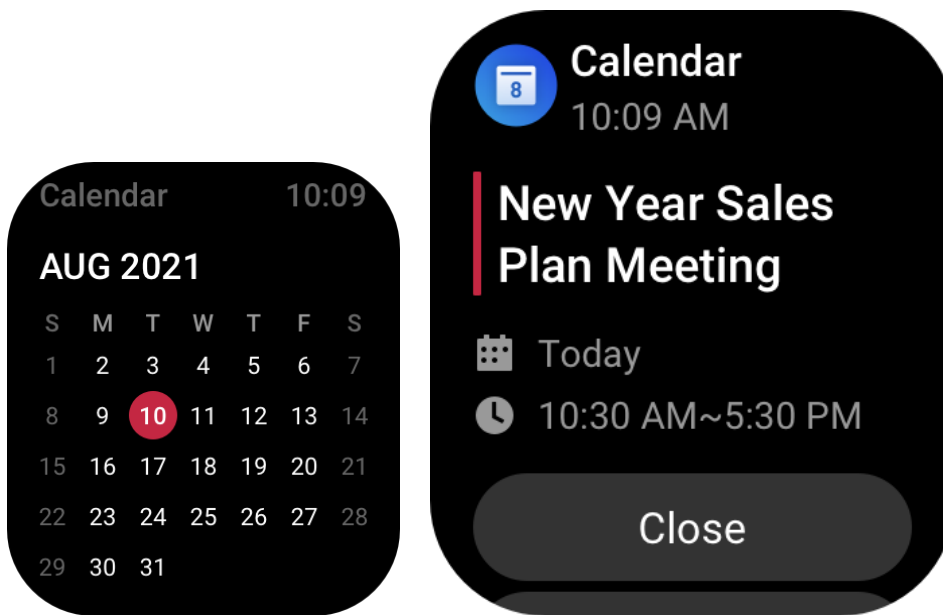 Calendar 10:09
AUG 2021
S M T W T F S
1 2 3 4 5 6 7
8 9 10 11 12 13 14
15 16 17 18 19 20 21
22 23 24 25 26 27 28
29 30 31
8
Calendar
10:09 AM
New Year Sales
Plan Meeting
Today
10:30 AM~5:30 PM
Close